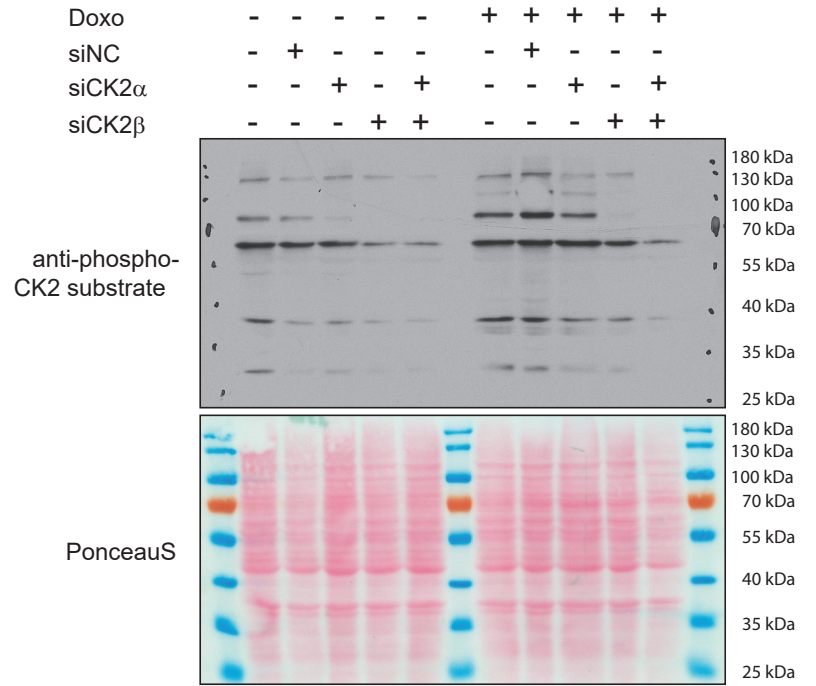 Doxo - - - - - + + + + +
siNC - + - - - - + - - -
siCK2α - - + - + - - + - +
siCK2β - - - + + - - - + +
180 kDa
130 kDa
100 kDa
70 kDa
anti-phospho-
CK2 substrate
55 kDa
40 kDa
35 kDa
25 kDa
180 kDa
130 kDa
100 kDa
70 kDa
55 kDa
PonceauS
40 kDa
35 kDa
25 kDa